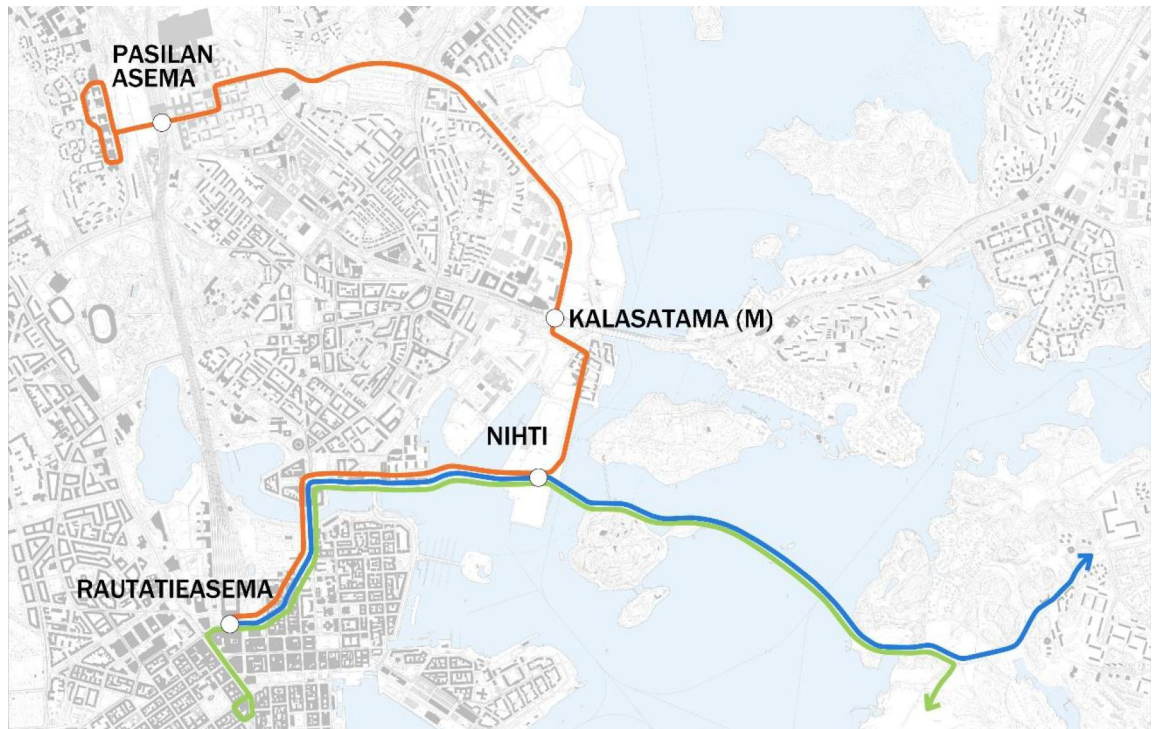 PASILAN
ASEMA
KALASATAMA (M)
NIHTI
RAUTATIEASEMA